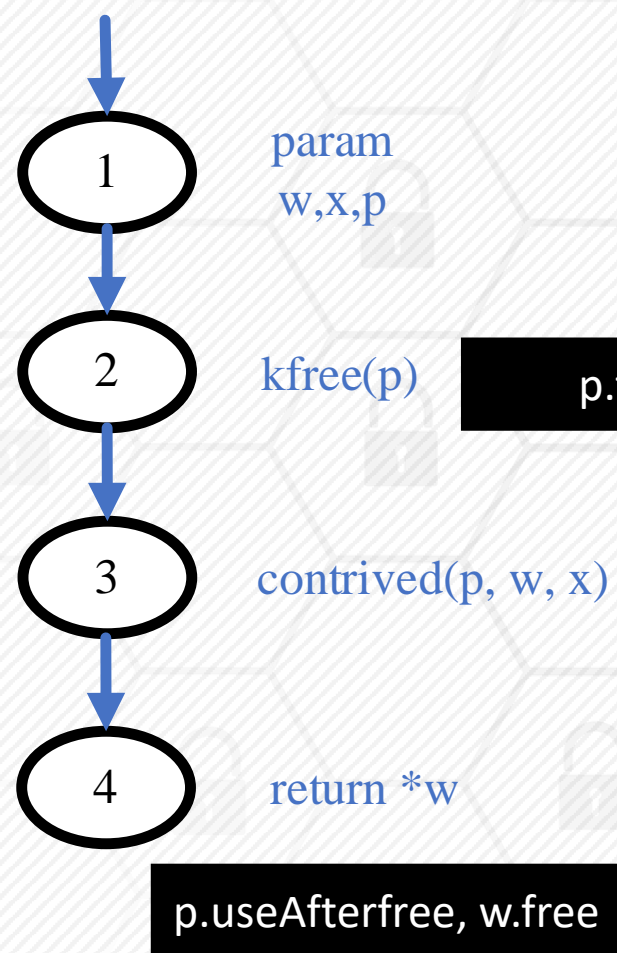 1
param
w,x,p
2
kfree(p)
3
contrived(p, w, x)
4
return *w
p.useAfterfree, w.free